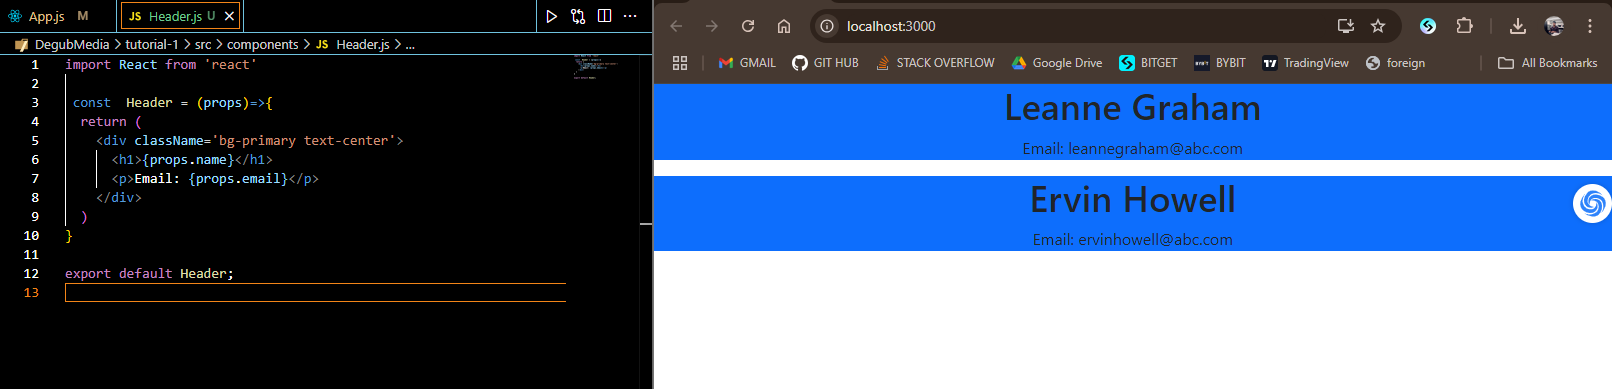 App.js M
JS Header.js U
DegubMedia > tutorial-1 > src > components > JS Header.js > ...
1 import React from 'react'
2
3 const  Header = (props)=>{
4 return (
5 <div className='bg-primary text-center'>
6 <h1>{props.name}</h1>
7 <p>Email: {props.email}</p>
8 </div>
9 )
10 }
11
12 export default Header;
13
localhost:3000
GMAIL GIT HUB STACK OVERFLOW Google Drive BITGET BYBIT TradingView foreign All Bookmarks
Leanne Graham
Email: leannegraham@abc.com
Ervin Howell
Email: ervinhowell@abc.com